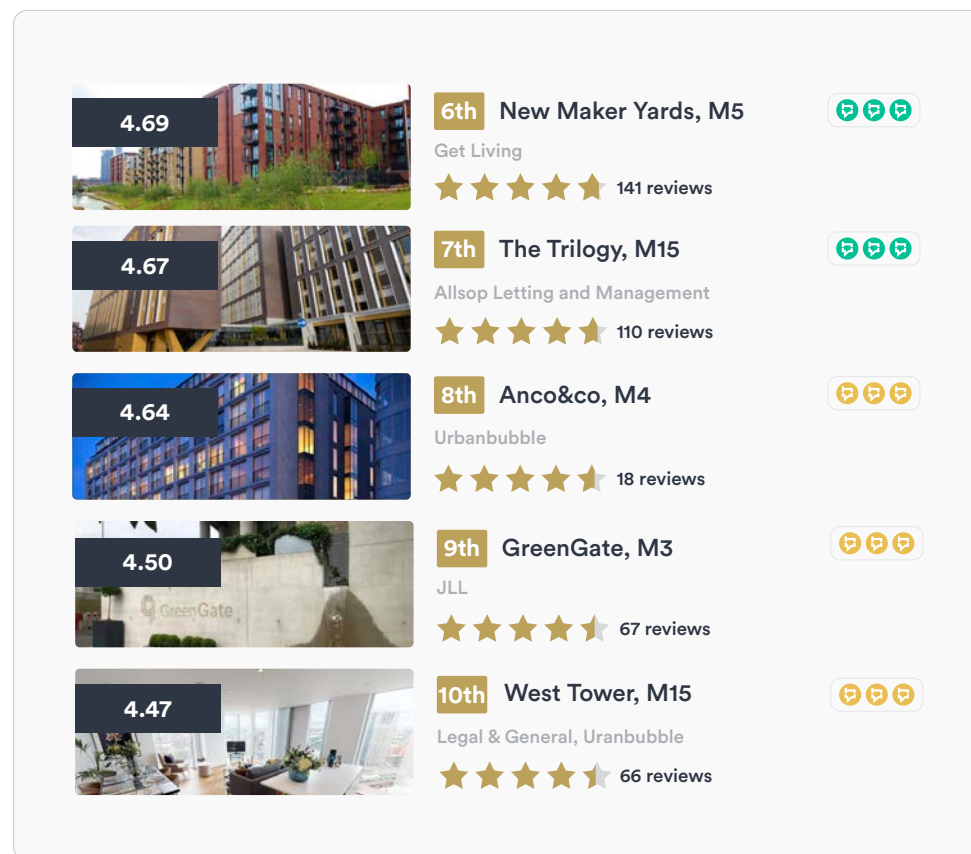 4.69
6th New Maker Yards, M5
Get Living
141 reviews
4.67
7th The Trilogy, M15
Allsop Letting and Management
110 reviews
4.64
8th Anco&co, M4
Urbanbubble
18 reviews
4.50
GreenGate
9th GreenGate, M3
JLL
67 reviews
4.47
10th West Tower, M15
Legal & General, Uranbubble
66 reviews